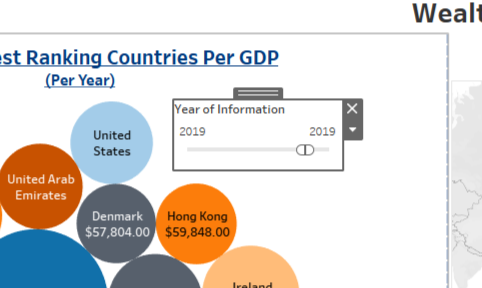 Wealt
est Ranking Countries Per GDP
(Per Year)
Year of Information
2019 2019
United
States
United Arab
Emirates
Denmark
$57,804.00
Hong Kong
$59,848.00
Ireland